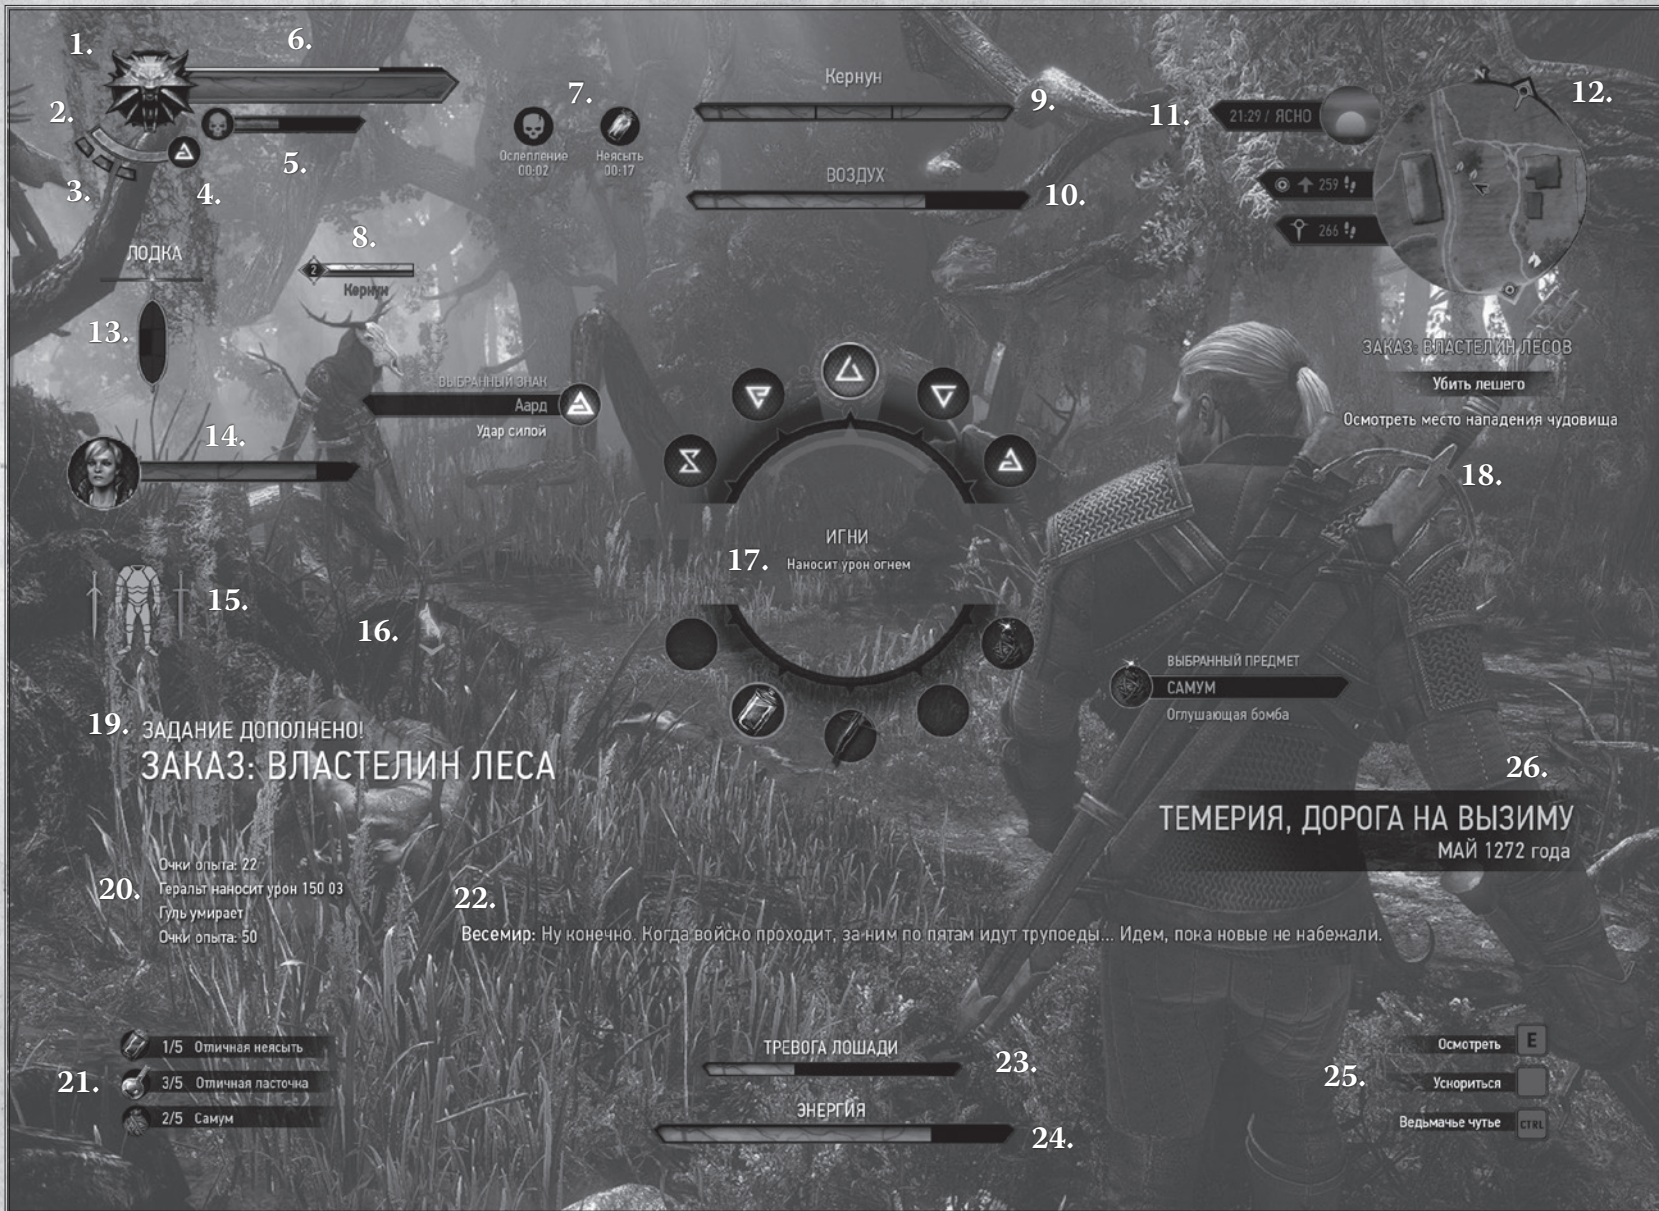 1.
6.
2.
7.
Кернун
9.
12.
N
11.
21:29 / ЯСНО
Ослепление
00:02
Неясыть
00:17
5.
3.
4.
ВОЗДУХ
10.
259
266
8.
ЛОДКА
2
Кернун
13.
ЗАКАЗ: ВЛАСТЕЛИН ЛЕСОВ
Убить лешего
Осмотреть место нападения чудовища
ВЫБРАННЫЙ ЗНАК
Аард
Удар силой
14.
18.
ИГНИ
17.
Наносит урон огнем
15.
16.
ВЫБРАННЫЙ ПРЕДМЕТ
САМУМ
Оглушающая бомба
19.
ЗАДАНИЕ ДОПОЛНЕНО!
ЗАКАЗ: ВЛАСТЕЛИН ЛЕСА
26.
ТЕМЕРИЯ, ДОРОГА НА ВЫЗИМУ
МАЙ 1272 года
20.
Очки опыта: 22
Геральт наносит урон 150 03
Гуль умирает
Очки опыта: 50
22.
Весемир: Ну конечно. Когда войско проходит, за ним по пятам идут трупоеды... Идем, пока новые не набежали.
21.
1/5 Отличная неясыть
3/5 Отличная ласточка
2/5 Самум
ТРЕВОГА ЛОШАДИ
23.
ЭНЕРГИЯ
24.
25.
Осмотреть E
Ускориться
Ведьмачье чутье CTRL